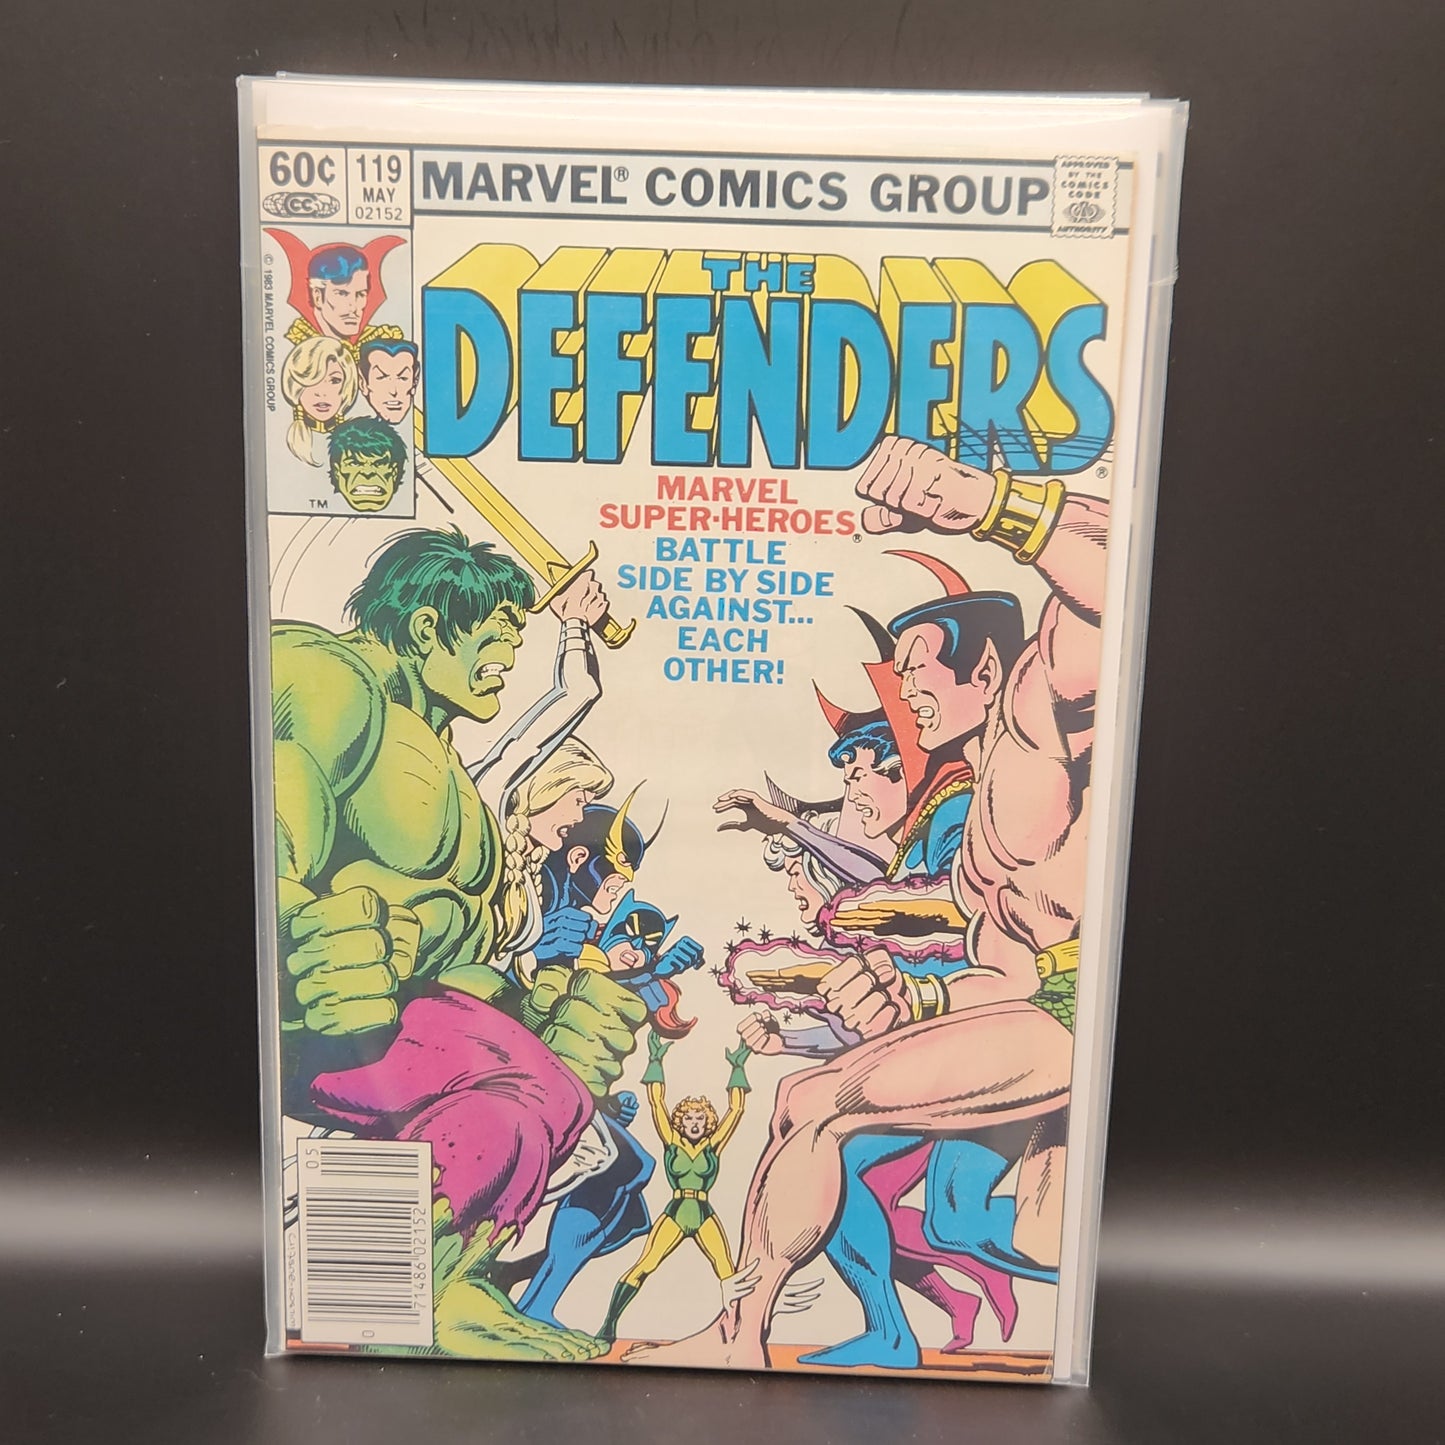 60¢
119
MAY
02152
CC
MARVEL® COMICS GROUP
APPROVED
BY THE
COMICS
CODE
AUTHORITY
© 1983 MARVEL COMICS GROUP
TM
THE
DEFENDERS
®
MARVEL
SUPER-HEROES®
BATTLE
SIDE BY SIDE
AGAINST...
EACH
OTHER!
05
71486 02152
0